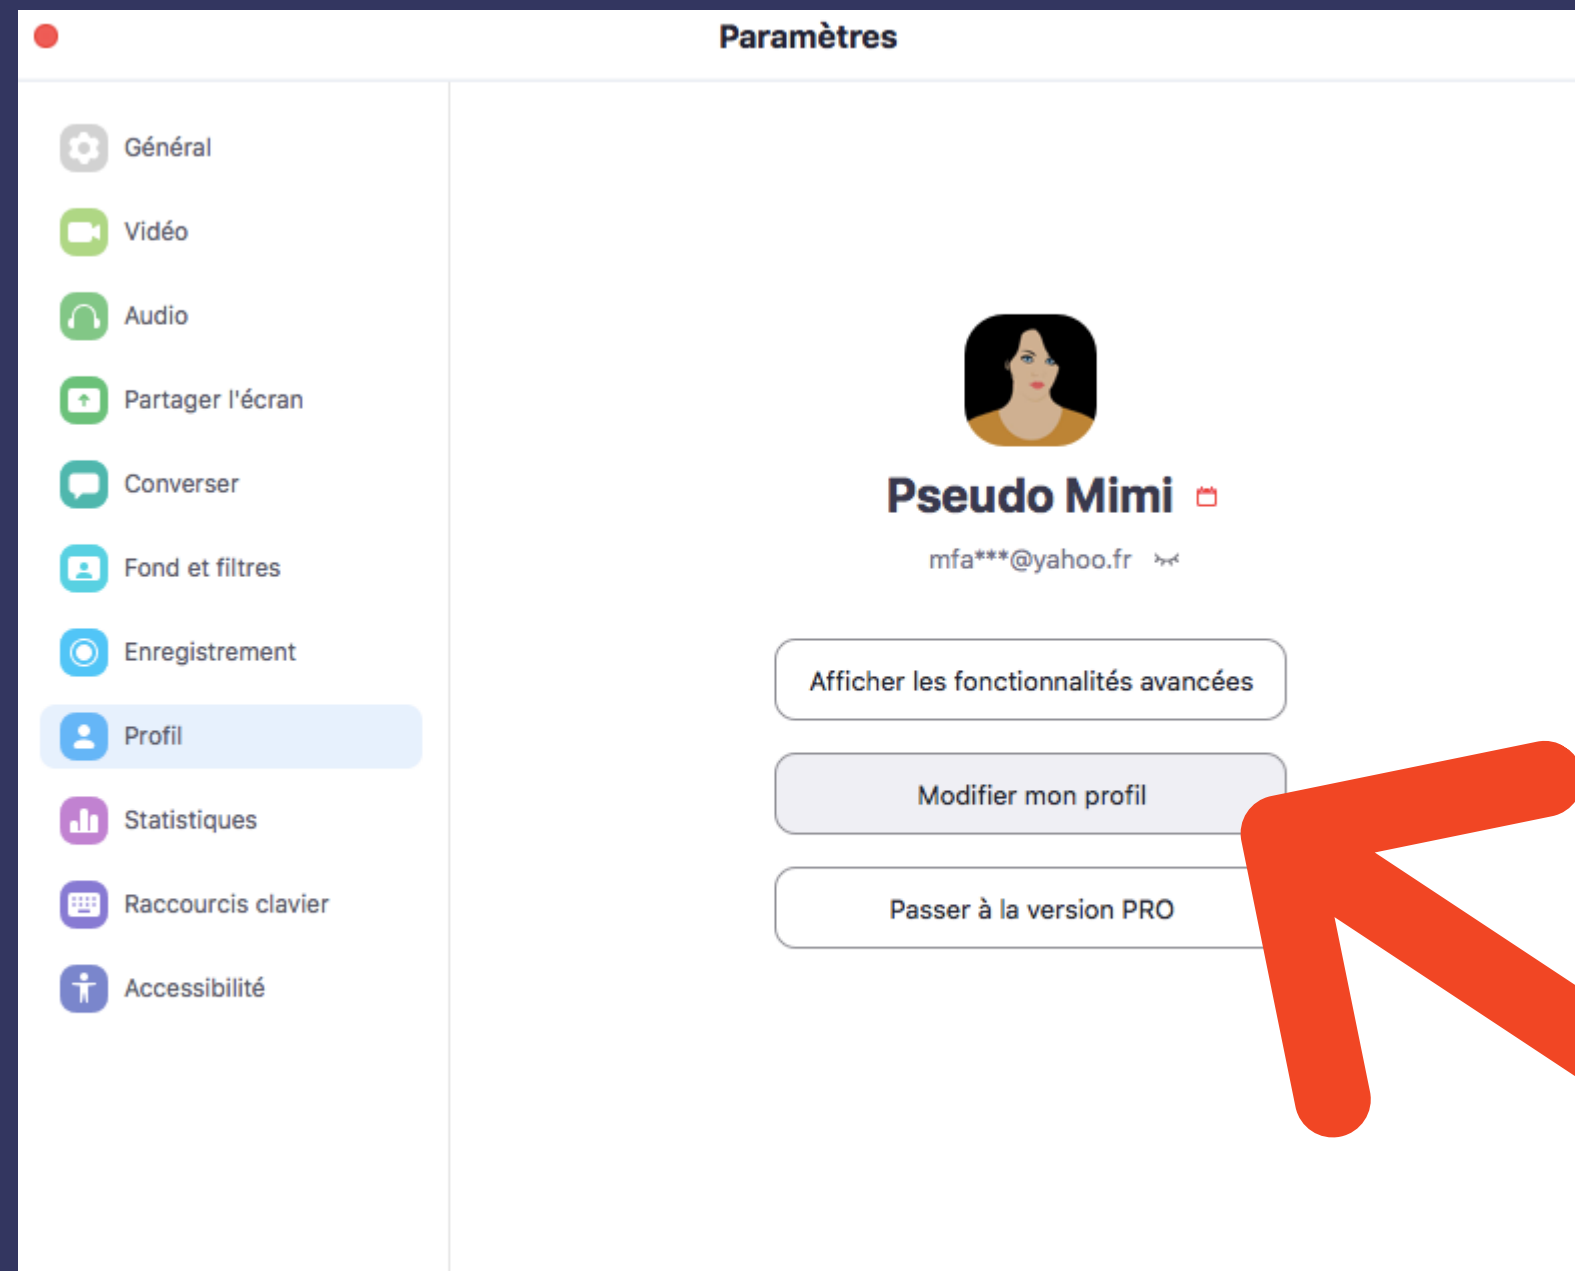 Paramètres
Général
Vidéo
Audio
Partager l'écran
Converser
Fond et filtres
Enregistrement
Profil
Statistiques
Raccourcis clavier
Accessibilité
Pseudo Mimi
mfa***@yahoo.fr
Afficher les fonctionnalités avancées
Modifier mon profil
Passer à la version PRO